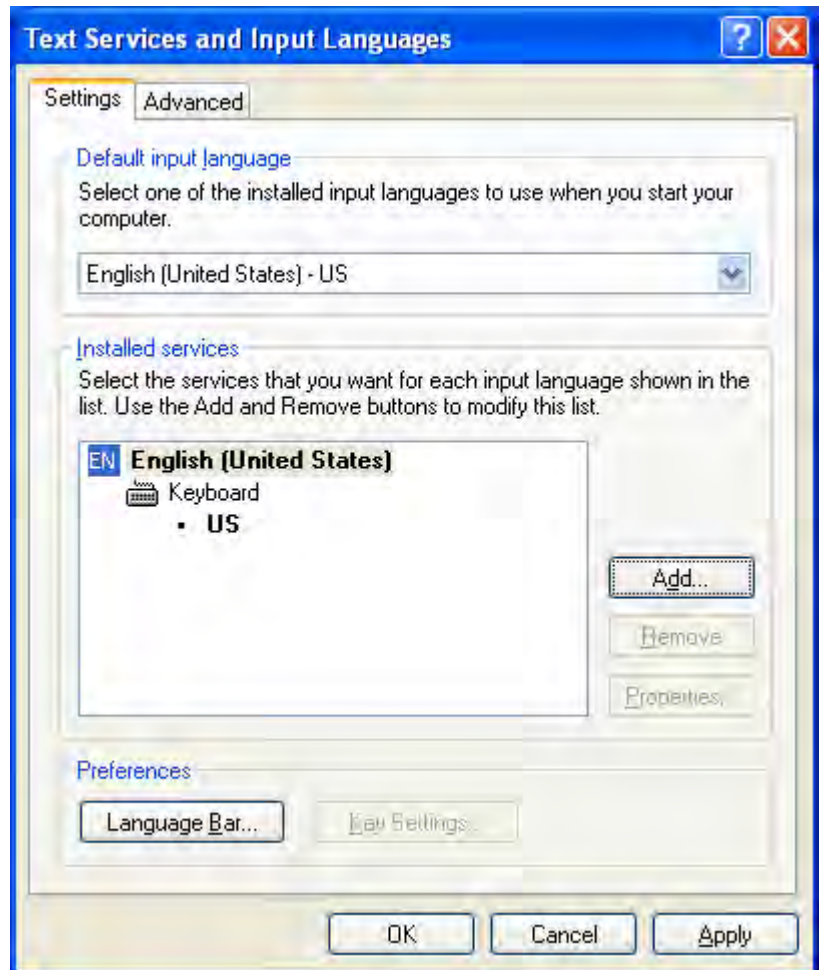 Text Services and Input Languages
Settings
Advanced
Default input language
Select one of the installed input languages to use when you start your
computer.
English (United States) - US
Installed services
Select the services that you want for each input language shown in the
list. Use the Add and Remove buttons to modify this list.
EN English (United States)
Keyboard
• US
Add...
Remove
Properties...
Preferences
Language Bar...
Key Settings...
OK
Cancel
Apply